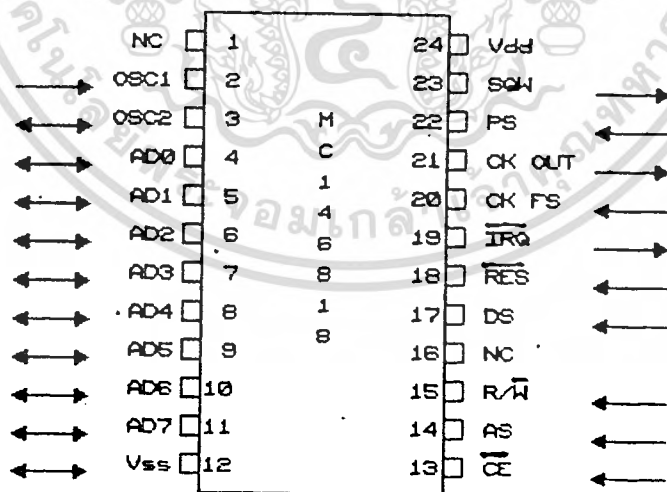 NC 1 24 Vdd
OSC1 2 23 SQW
OSC2 3 M 22 PS
AD0 4 C 21 CK OUT
AD1 5 1 20 CK FS
AD2 6 4 19 IRQ
AD3 7 6 18 RES
AD4 8 8 17 DS
AD5 9 1 16 NC
AD6 10 8 15 R/W
AD7 11 14 AS
Vss 12 13 CE